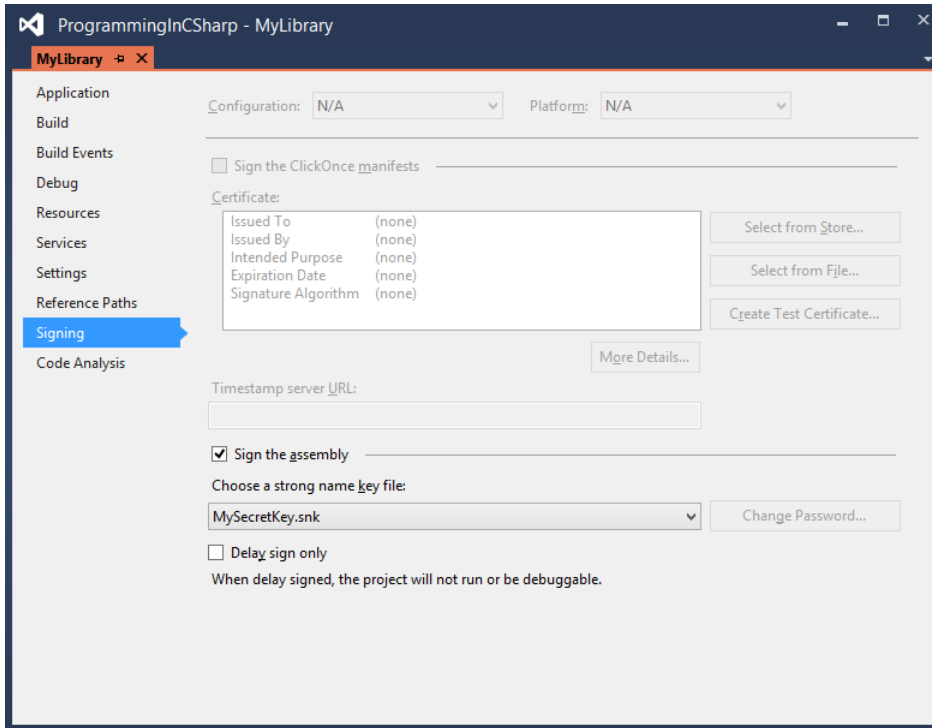 ProgrammingInCSharp - MyLibrary
MyLibrary
Application
Build
Build Events
Debug
Resources
Services
Settings
Reference Paths
Signing
Code Analysis
Configuration: N/A Platform: N/A
Sign the ClickOnce manifests
Certificate:
Issued To (none)
Issued By (none)
Intended Purpose (none)
Expiration Date (none)
Signature Algorithm (none)
Select from Store...
Select from File...
Create Test Certificate...
More Details...
Timestamp server URL:
Sign the assembly
Choose a strong name key file:
MySecretKey.snk
Change Password...
Delay sign only
When delay signed, the project will not run or be debuggable.